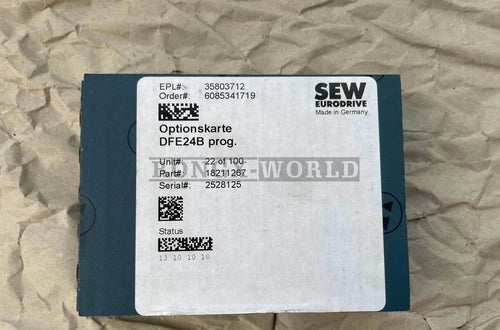 EPL#: 35803712
Order#: 6085341719
SEW
EURODRIVE
Made in Germany
Optionskarte
DFE24B prog.
Unit#: 22 of 100
Part#: 18211267
Serial#: 2528125
Status
13 10 10 10